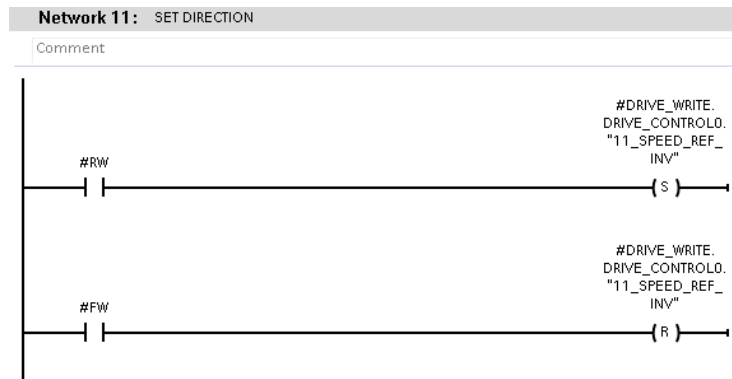 Network 11: SET DIRECTION
Comment
#DRIVE_WRITE.
DRIVE_CONTROL0.
"11_SPEED_REF_
INV"
#RW
S
#DRIVE_WRITE.
DRIVE_CONTROL0.
"11_SPEED_REF_
INV"
#FW
R